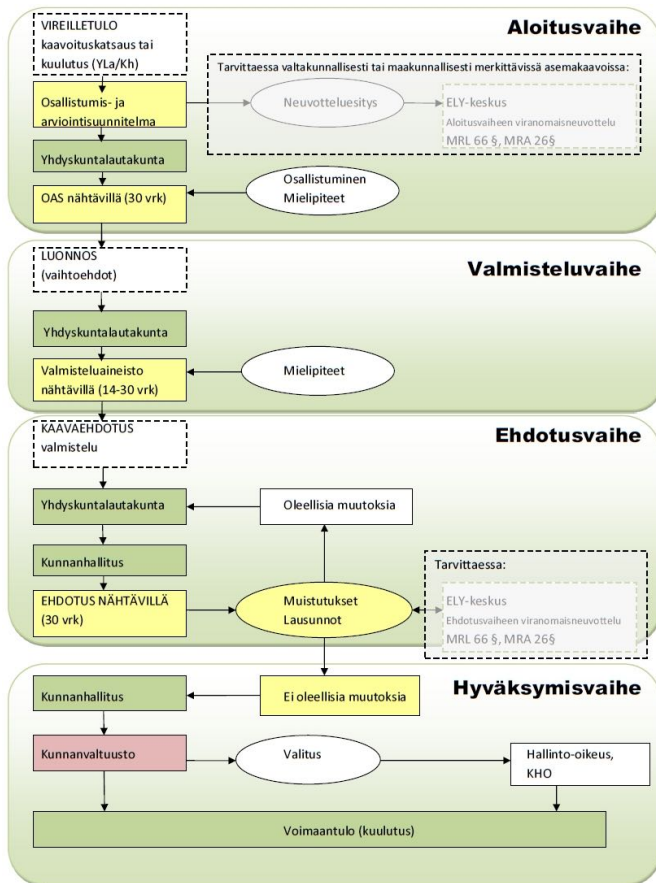 Aloitusvaihe
VIREILLETULO
kaavoituskatsaus tai
kuulutus (YLa/Kh)
Tarvittaessa valtakunnallisesti tai maakunnallisesti merkittävissä asemakaavoissa:
Osallistumis- ja
arviointisuunnitelma
Neuvotteluesitys
ELY-keskus
Aloitusvaiheen viranomaisneuvottelu
MRL 66 §, MRA 26§
Yhdyskuntalautakunta
OAS nähtävillä (30 vrk)
Osallistuminen
Mielipiteet
Valmisteluvaihe
LUONNOS
(vaihtoehdot)
Yhdyskuntalautakunta
Valmisteluaineisto
nähtävillä (14-30 vrk)
Mielipiteet
Ehdotusvaihe
KAAVAEHDOTUS
valmistelu
Yhdyskuntalautakunta
Oleellisia muutoksia
Kunnanhallitus
Tarvittaessa:
EHDOTUS NÄHTÄVILLÄ
(30 vrk)
Muistutukset
Lausunnot
ELY-keskus
Ehdotusvaiheen viranomaisneuvottelu
MRL 66 §, MRA 26§
Hyväksymisvaihe
Kunnanhallitus
Ei oleellisia muutoksia
Kunnanvaltuusto
Valitus
Hallinto-oikeus,
KHO
Voimaantulo (kuulutus)